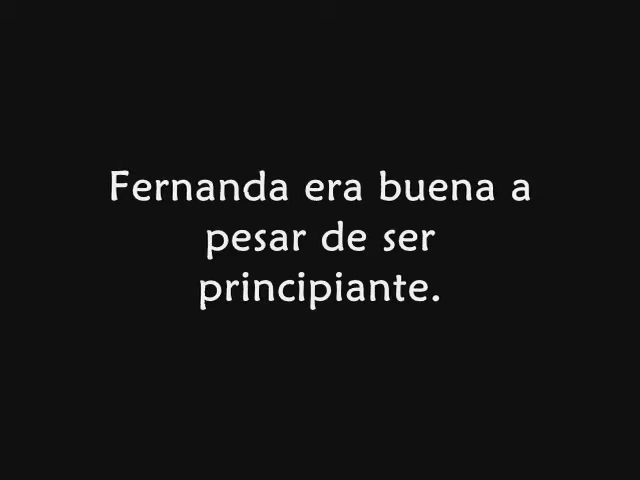 Fernanda era buena a
pesar de ser
principiante.